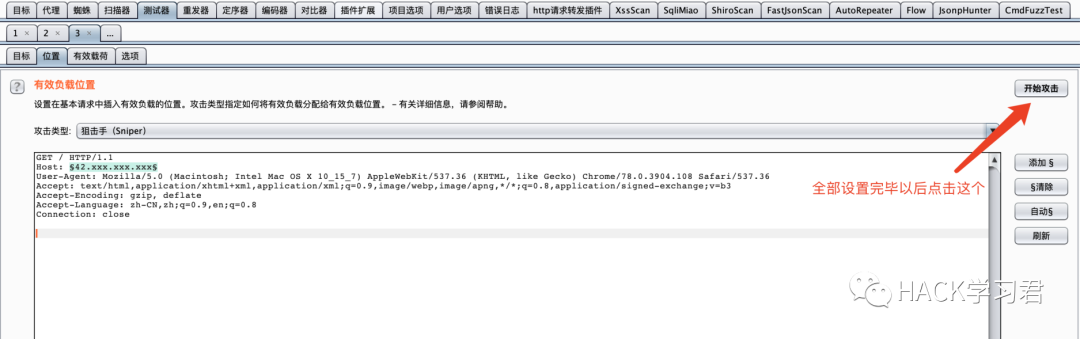 目标 代理 蜘蛛 扫描器 测试器 重发器 定序器 编码器 对比器 插件扩展 项目选项 用户选项 错误日志 http请求转发插件 XssScan SqliMiao ShiroScan FastJsonScan AutoRepeater Flow JsonpHunter CmdFuzzTest
1 × 2 × 3 × ...
目标 位置 有效载荷 选项
? 有效负载位置
开始攻击
设置在基本请求中插入有效负载的位置。攻击类型指定如何将有效负载分配给有效负载位置。 - 有关详细信息，请参阅帮助。
攻击类型: 狙击手（Sniper）
GET / HTTP/1.1
Host: §42.xxx.xxx.xxx§
User-Agent: Mozilla/5.0 (Macintosh; Intel Mac OS X 10_15_7) AppleWebKit/537.36 (KHTML, like Gecko) Chrome/78.0.3904.108 Safari/537.36
Accept: text/html,application/xhtml+xml,application/xml;q=0.9,image/webp,image/apng,*/*;q=0.8,application/signed-exchange;v=b3
Accept-Encoding: gzip, deflate
Accept-Language: zh-CN,zh;q=0.9,en;q=0.8
Connection: close
全部设置完毕以后点击这个
添加 §
§清除
自动§
刷新
HACK学习君